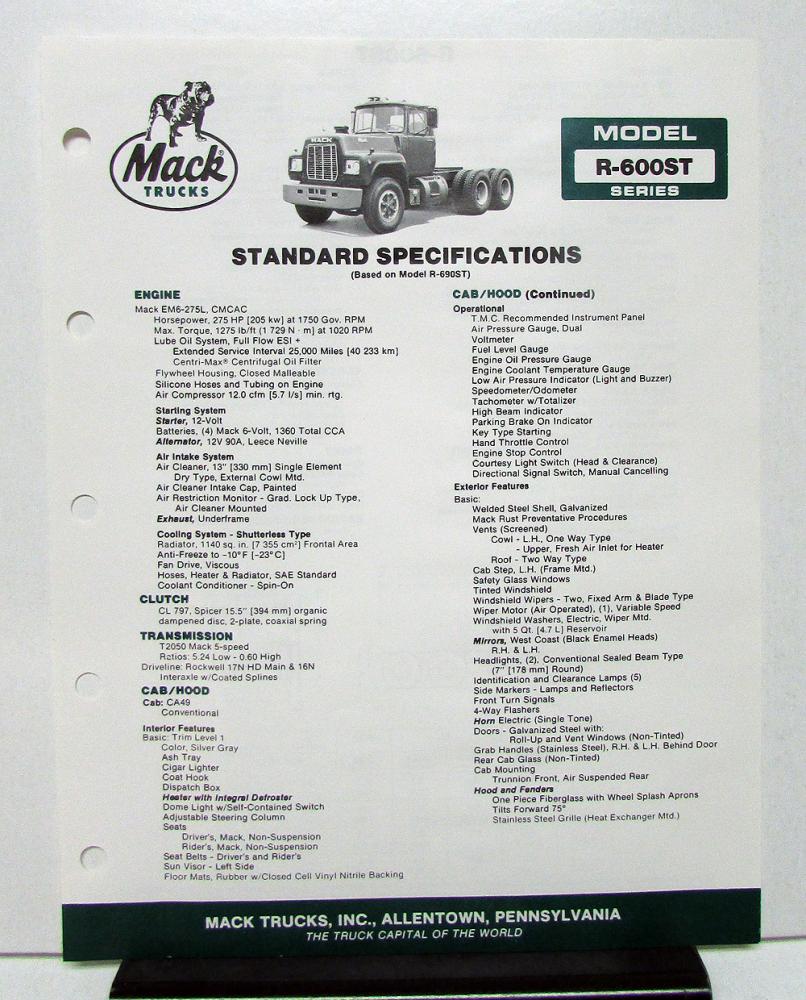 Mack®
TRUCKS
MACK
MODEL
R-600ST
SERIES
STANDARD SPECIFICATIONS
(Based on Model R-690ST)
ENGINE
Mack EM6-275L, CMCAC
Horsepower, 275 HP [205 kw] at 1750 Gov. RPM
Max. Torque, 1275 lb/ft (1 729 N · m] at 1020 RPM
Lube Oil System, Full Flow ESI +
Extended Service Interval 25,000 Miles [40 233 km]
Centri-Max® Centrifugal Oil Filter
Flywheel Housing, Closed Malleable
Silicone Hoses and Tubing on Engine
Air Compressor 12.0 cfm [5.7 l/s] min. rtg.
Starting System
Starter, 12-Volt
Batteries, (4) Mack 6-Volt, 1360 Total CCA
Alternator, 12V 90A, Leece Neville
Air Intake System
Air Cleaner, 13" [330 mm] Single Element
Dry Type, External Cowl Mtd.
Air Cleaner Intake Cap, Painted
Air Restriction Monitor - Grad. Lock Up Type,
Air Cleaner Mounted
Exhaust, Underframe
Cooling System - Shutterless Type
Radiator, 1140 sq. in. [7 355 cm²] Frontal Area
Anti-Freeze to -10°F [-23°C]
Fan Drive, Viscous
Hoses, Heater & Radiator, SAE Standard
Coolant Conditioner - Spin-On
CLUTCH
CL 797, Spicer 15.5" [394 mm] organic
dampened disc, 2-plate, coaxial spring
TRANSMISSION
T2050 Mack 5-speed
Ratios: 5.24 Low - 0.60 High
Driveline: Rockwell 17N HD Main & 16N
Interaxle w/Coated Splines
CAB/HOOD
Cab: CA49
Conventional
Interior Features
Basic: Trim Level 1
Color, Silver Gray
Ash Tray
Cigar Lighter
Coat Hook
Dispatch Box
Heater with Integral Defroster
Dome Light w/Self-Contained Switch
Adjustable Steering Column
Seats
Driver's, Mack, Non-Suspension
Rider's, Mack, Non-Suspension
Seat Belts - Driver's and Rider's
Sun Visor - Left Side
Floor Mats, Rubber w/Closed Cell Vinyl Nitrile Backing
CAB/HOOD (Continued)
Operational
T.M.C. Recommended Instrument Panel
Air Pressure Gauge, Dual
Voltmeter
Fuel Level Gauge
Engine Oil Pressure Gauge
Engine Coolant Temperature Gauge
Low Air Pressure Indicator (Light and Buzzer)
Speedometer/Odometer
Tachometer w/Totalizer
High Beam Indicator
Parking Brake On Indicator
Key Type Starting
Hand Throttle Control
Engine Stop Control
Courtesy Light Switch (Head & Clearance)
Directional Signal Switch, Manual Cancelling
Exterior Features
Basic:
Welded Steel Shell, Galvanized
Mack Rust Preventative Procedures
Vents (Screened)
Cowl - L.H., One Way Type
- Upper, Fresh Air Inlet for Heater
Roof - Two Way Type
Cab Step, L.H. (Frame Mtd.)
Safety Glass Windows
Tinted Windshield
Windshield Wipers - Two, Fixed Arm & Blade Type
Wiper Motor (Air Operated), (1), Variable Speed
Windshield Washers, Electric, Wiper Mtd.
with 5 Qt. [4.7 L] Reservoir
Mirrors, West Coast (Black Enamel Heads)
R.H. & L.H.
Headlights, (2). Conventional Sealed Beam Type
(7" [178 mm] Round)
Identification and Clearance Lamps (5)
Side Markers - Lamps and Reflectors
Front Turn Signals
4-Way Flashers
Horn Electric (Single Tone)
Doors - Galvanized Steel with:
Roll-Up and Vent Windows (Non-Tinted)
Grab Handles (Stainless Steel), R.H. & L.H. Behind Door
Rear Cab Glass (Non-Tinted)
Cab Mounting
Trunnion Front, Air Suspended Rear
Hood and Fenders
One Piece Fiberglass with Wheel Splash Aprons
Tilts Forward 75°
Stainless Steel Grille (Heat Exchanger Mtd.)
MACK TRUCKS, INC., ALLENTOWN, PENNSYLVANIA
THE TRUCK CAPITAL OF THE WORLD